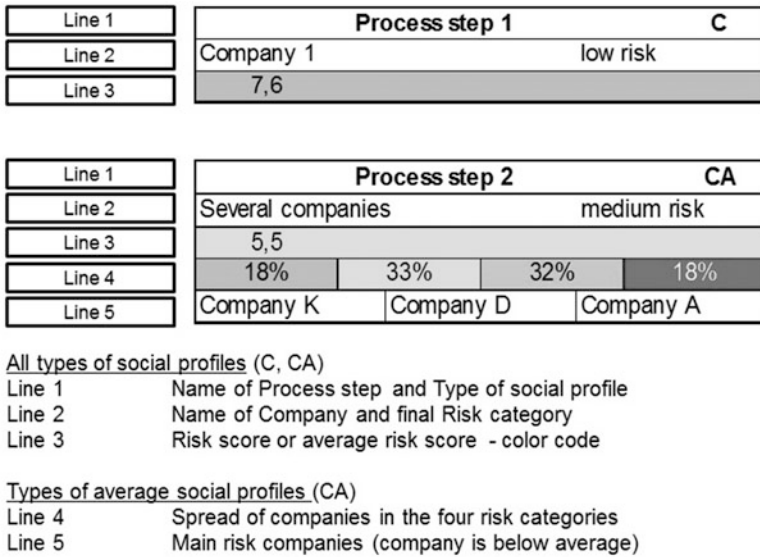 Line 1 Process step 1 C
Line 2 Company 1 low risk
Line 3 7,6
Line 1 Process step 2 CA
Line 2 Several companies medium risk
Line 3 5,5
Line 4 18% 33% 32% 18%
Line 5 Company K Company D Company A
All types of social profiles (C, CA)
Line 1 Name of Process step and Type of social profile
Line 2 Name of Company and final Risk category
Line 3 Risk score or average risk score - color code
Types of average social profiles (CA)
Line 4 Spread of companies in the four risk categories
Line 5 Main risk companies (company is below average)